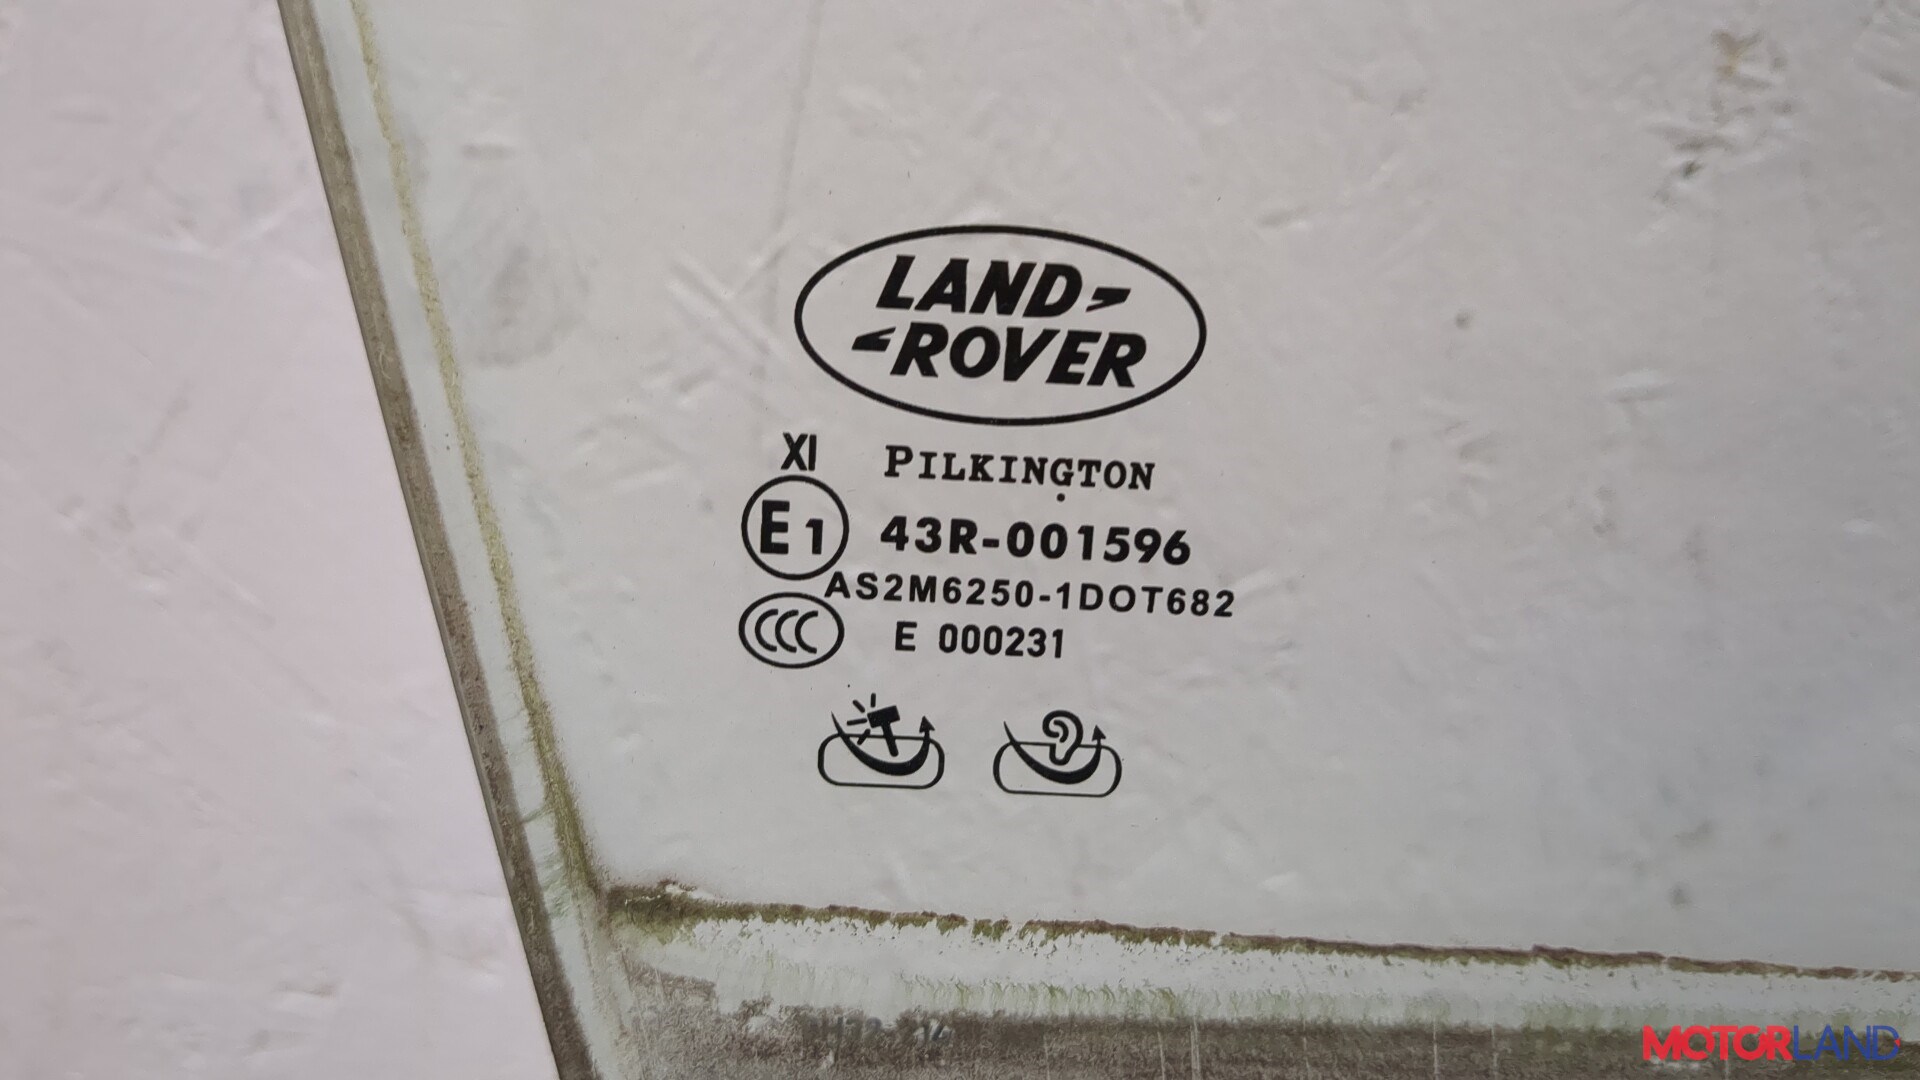 LAND
ROVER
XI PILKINGTON
E1 43R-001596
AS2M6250-1DOT682
CCC E 000231
MOTORLAND